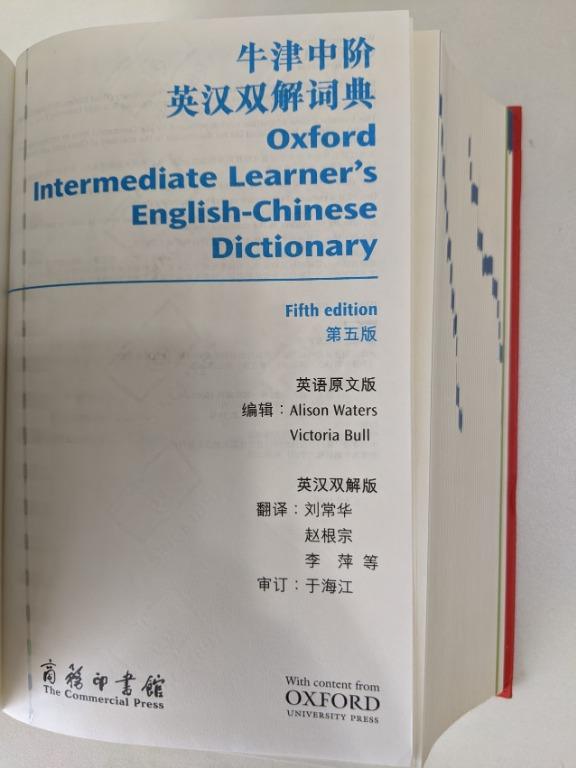 牛津中阶
英汉双解词典
Oxford
Intermediate Learner's
English-Chinese
Dictionary
Fifth edition
第五版
英语原文版
编辑：Alison Waters
Victoria Bull
英汉双解版
翻译：刘常华
赵根宗
李　萍 等
审订：于海江
商務印書館
The Commercial Press
With content from
OXFORD
UNIVERSITY PRESS